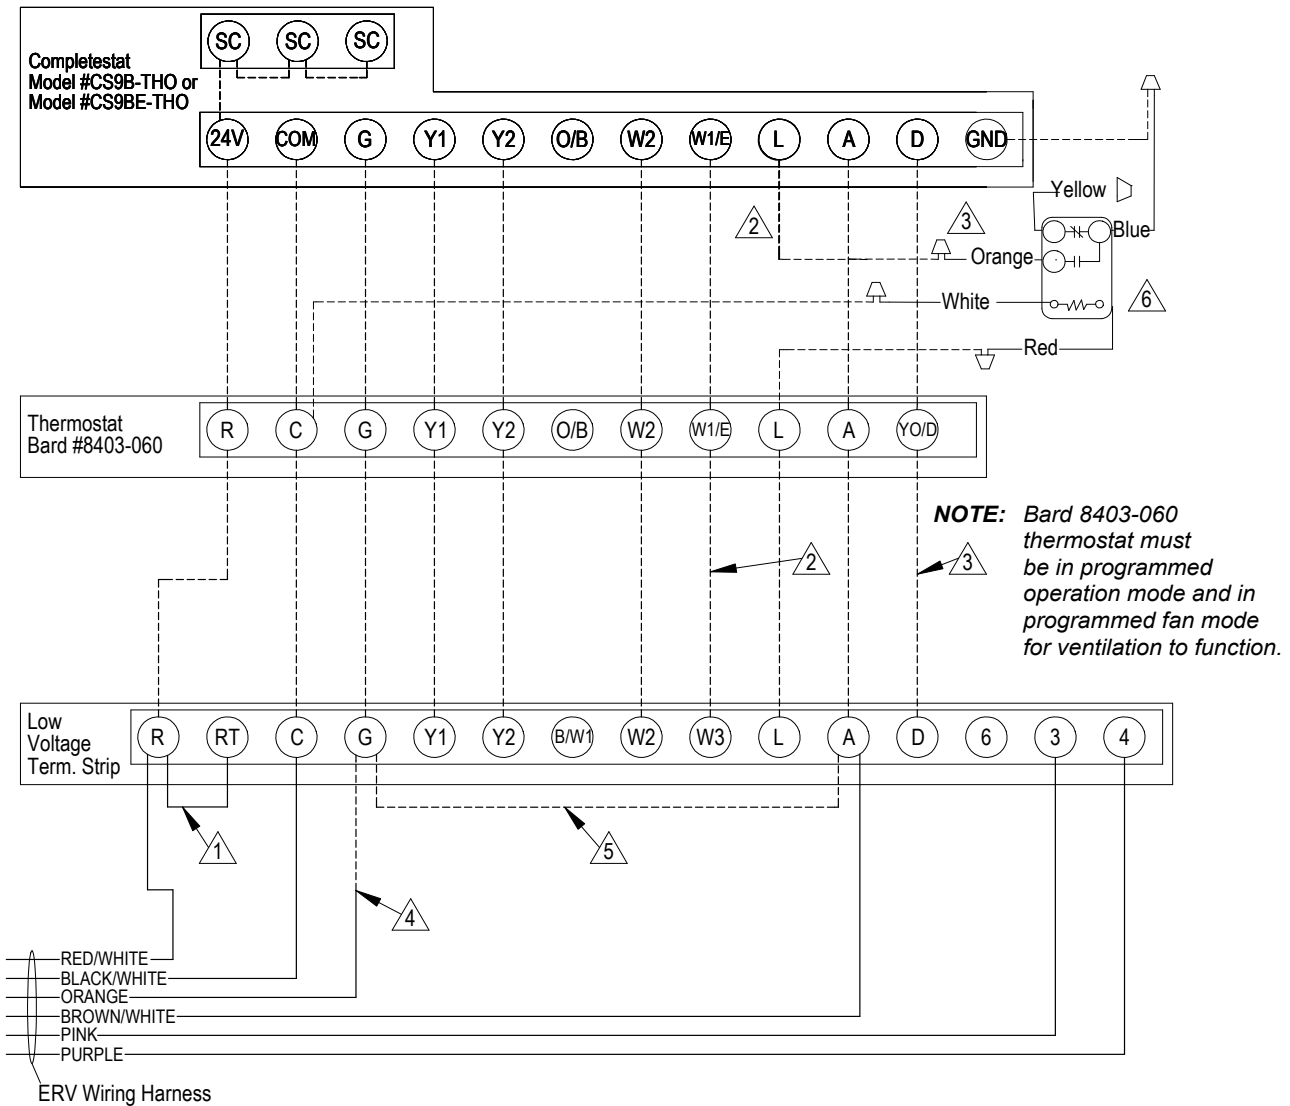 SC SC SC
Completestat
Model #CS9B-THO or
Model #CS9BE-THO
24V COM G Y1 Y2 O/B W2 W1/E L A D GND
Yellow
2 3
Blue
Orange
White
6
Red
Thermostat
Bard #8403-060
R C G Y1 Y2 O/B W2 W1/E L A YO/D
NOTE: Bard 8403-060
thermostat must
be in programmed
operation mode and in
programmed fan mode
for ventilation to function.
2 3
Low
Voltage
Term. Strip
R RT C G Y1 Y2 B/W1 W2 W3 L A D 6 3 4
1 5
4
RED/WHITE
BLACK/WHITE
ORANGE
BROWN/WHITE
PINK
PURPLE
ERV Wiring Harness